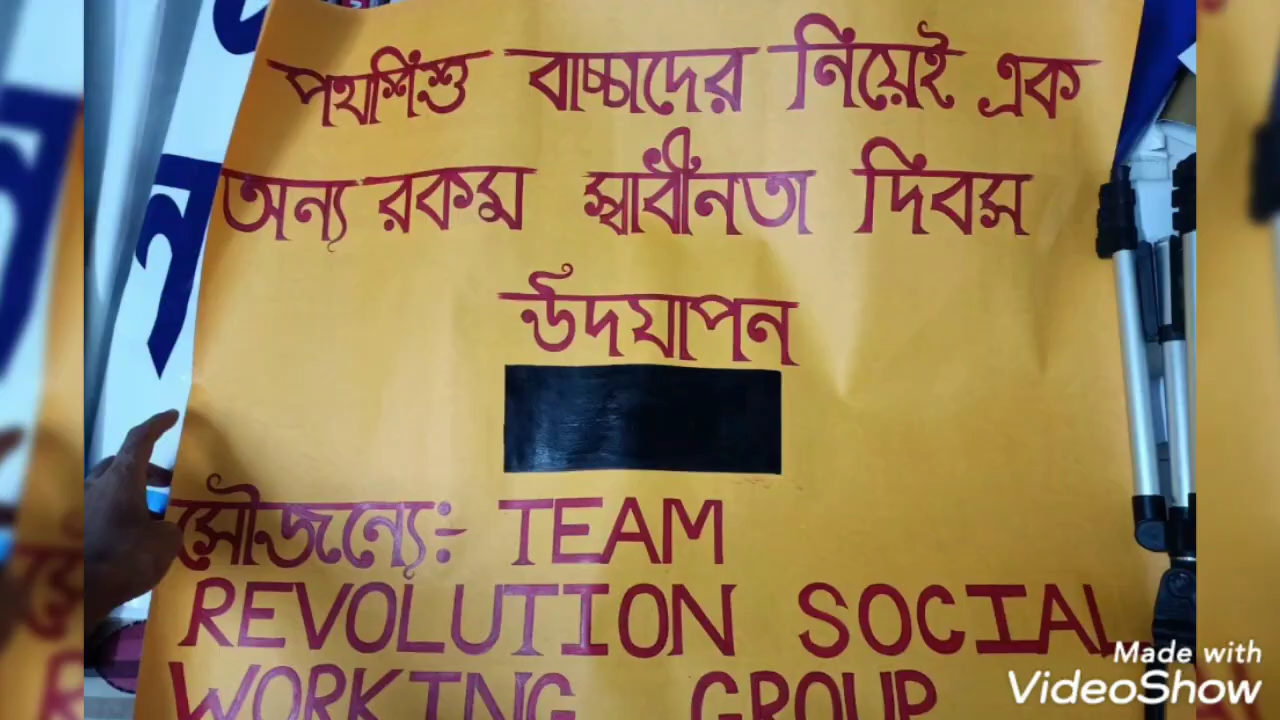 পথশিশু বাচ্চাদের নিয়েই এক
অন্য রকম স্বাধীনতা দিবস
উদযাপন
সৌজন্যে:- TEAM
REVOLUTION SOCIAL
WORKING GROUP
Made with
VideoShow